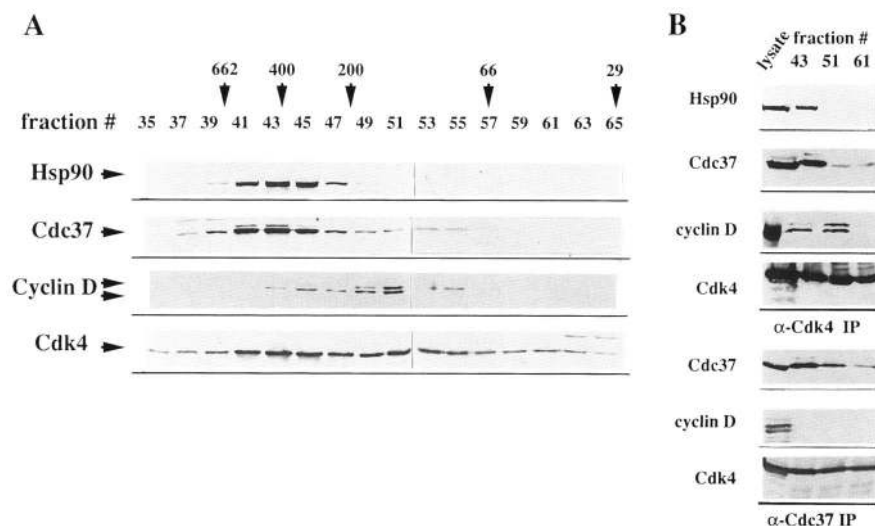 A
662 400 200 66 29
fraction # 35 37 39 41 43 45 47 49 51 53 55 57 59 61 63 65
Hsp90
Cdc37
Cyclin D
Cdk4
B
lysate fraction #
43 51 61
Hsp90
Cdc37
cyclin D
Cdk4
α-Cdk4 IP
Cdc37
cyclin D
Cdk4
α-Cdc37 IP